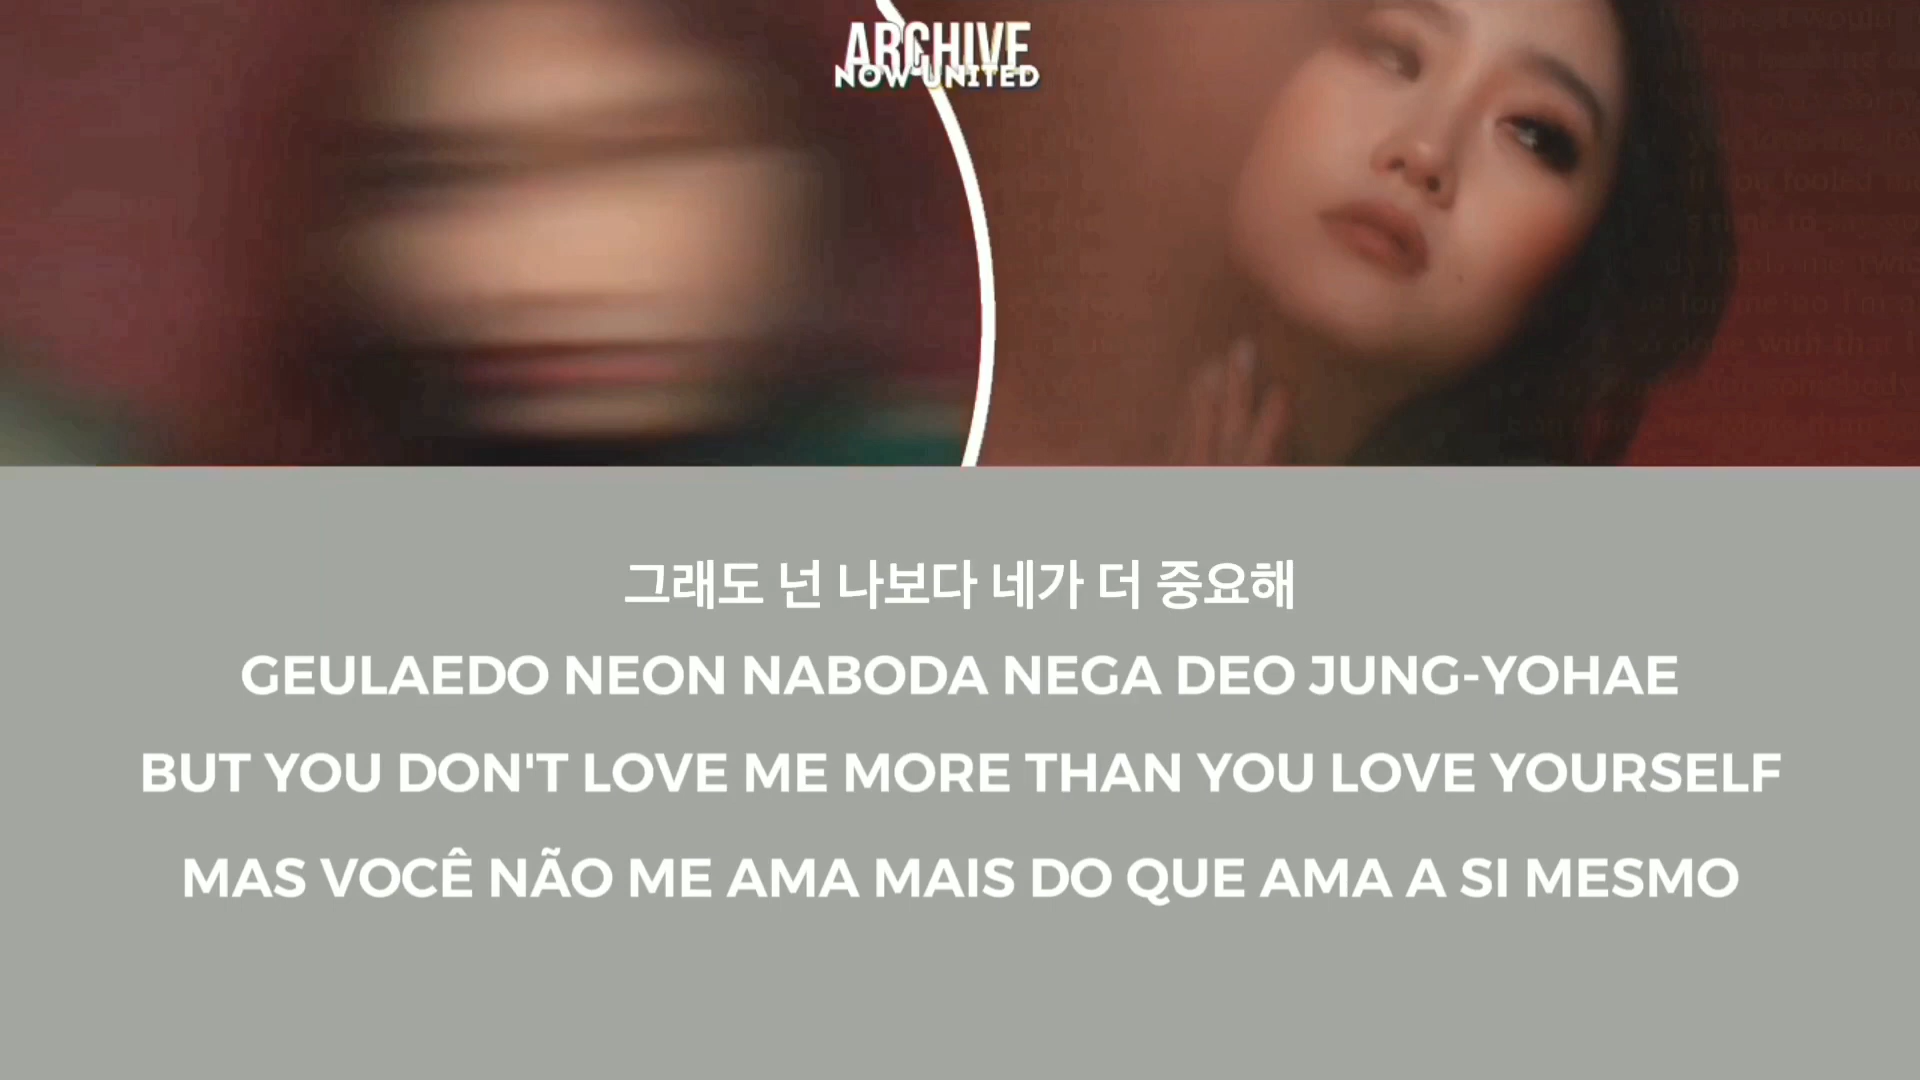 ARCHIVE
NOW UNITED
그래도 넌 나보다 네가 더 중요해
GEULAEDO NEON NABODA NEGA DEO JUNG-YOHAE
BUT YOU DON'T LOVE ME MORE THAN YOU LOVE YOURSELF
MAS VOCÊ NÃO ME AMA MAIS DO QUE AMA A SI MESMO